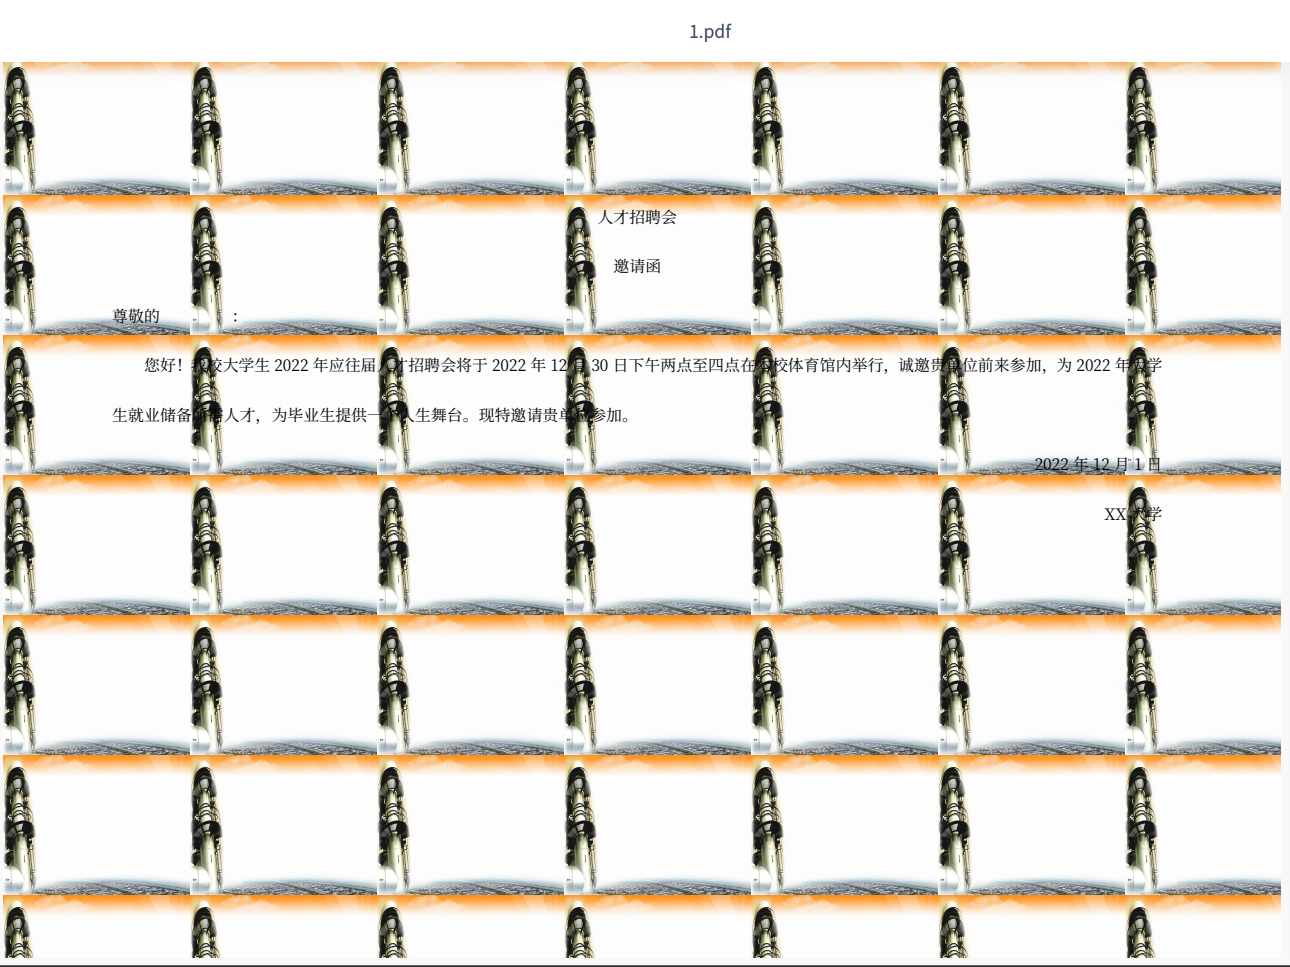 1.pdf
人才招聘会
邀请函
尊敬的 ：
您好！我校大学生 2022 年应往届人才招聘会将于 2022 年 12 月 30 日下午两点至四点在本校体育馆内举行，诚邀贵单位前来参加，为 2022 年大学
生就业储备所需人才，为毕业生提供一个人生舞台。现特邀请贵单位参加。
2022 年 12 月 1 日
XX 大学